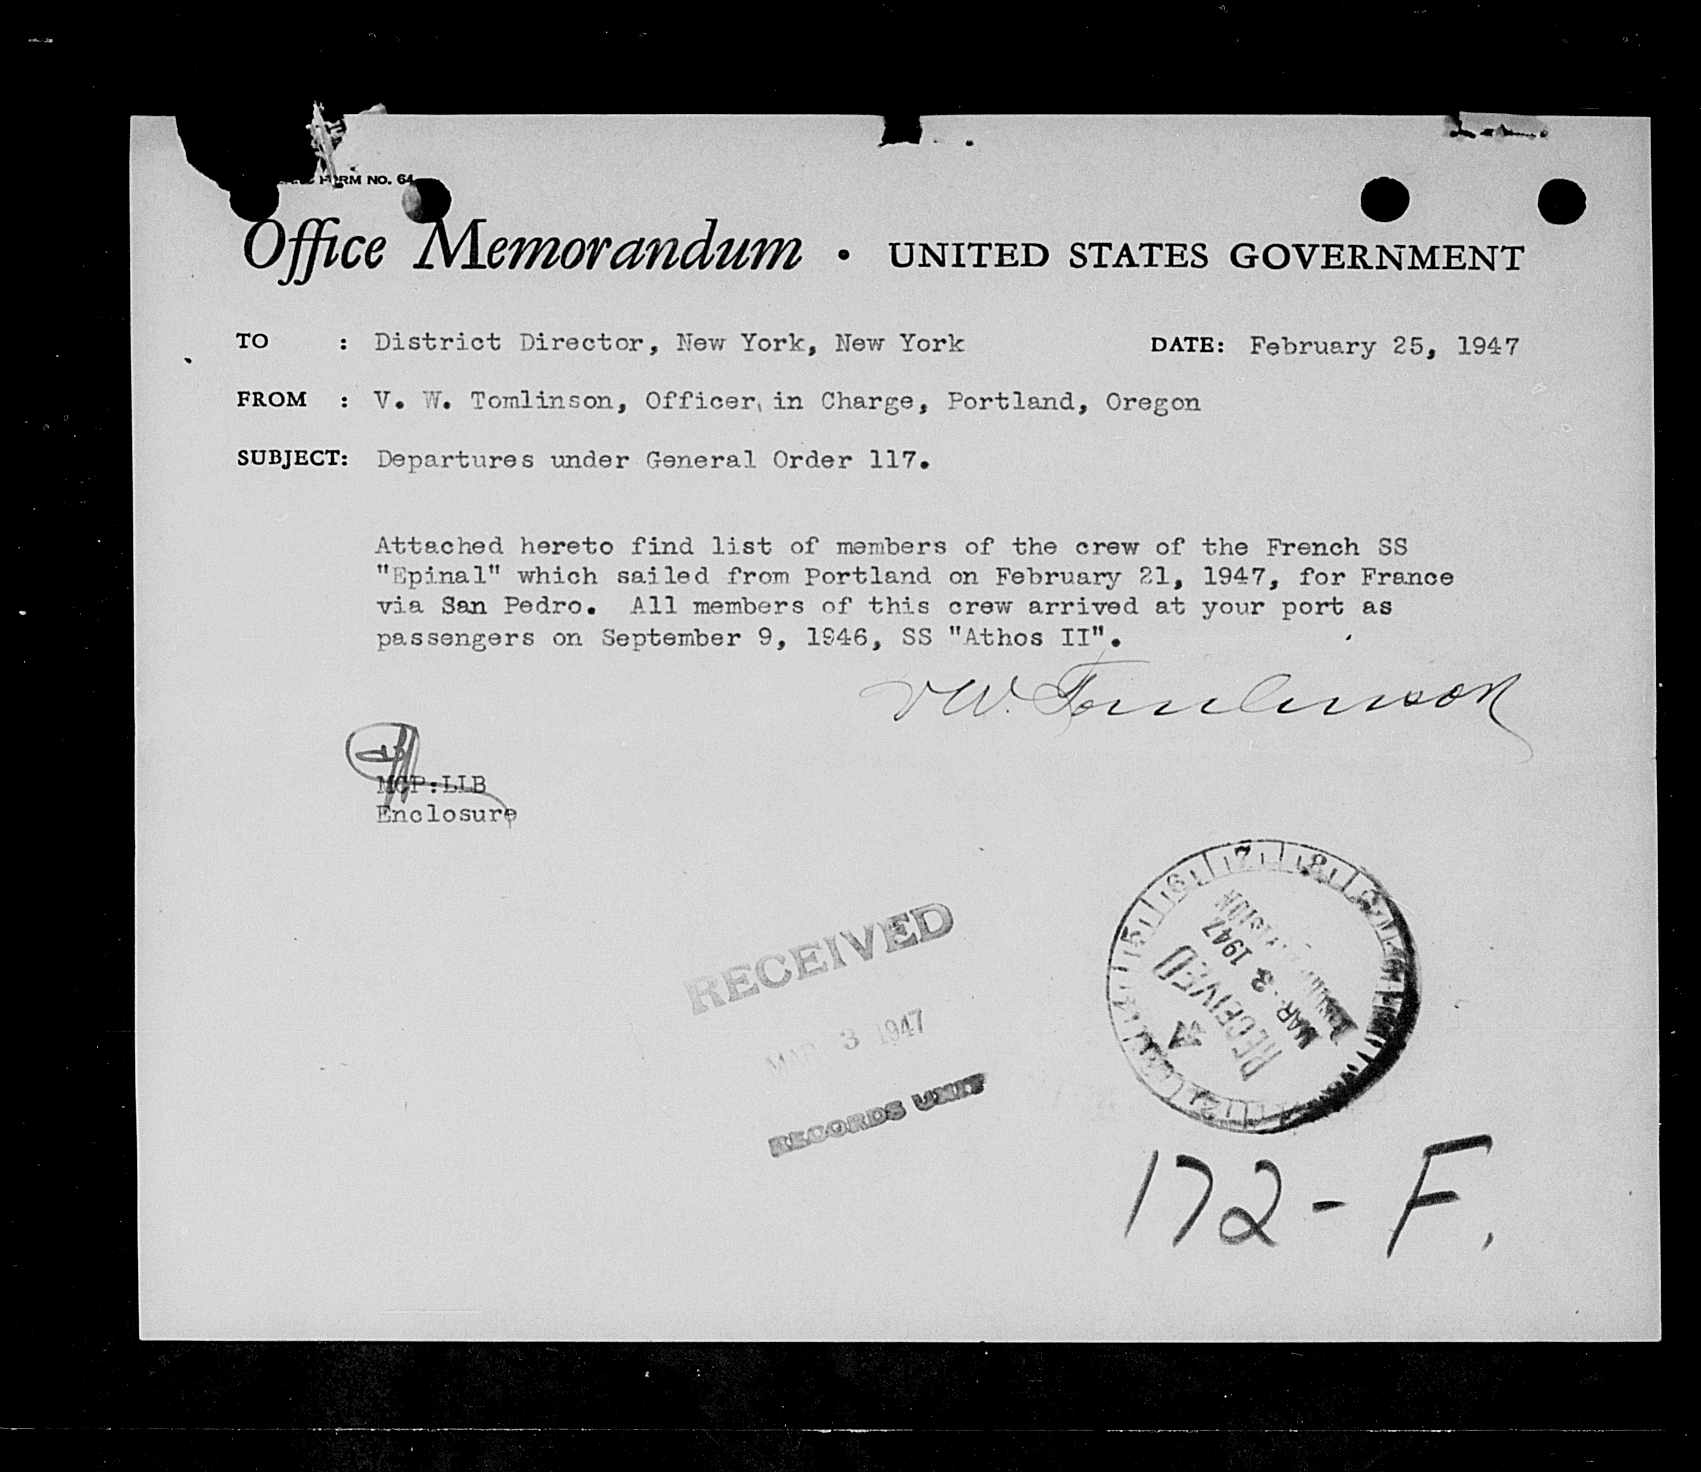 FORM NO. 64
Office Memorandum • UNITED STATES GOVERNMENT
TO : District Director, New York, New York DATE: February 25, 1947
FROM : V. W. Tomlinson, Officer in Charge, Portland, Oregon
SUBJECT: Departures under General Order 117.
Attached hereto find list of members of the crew of the French SS
"Epinal" which sailed from Portland on February 21, 1947, for France
via San Pedro. All members of this crew arrived at your port as
passengers on September 9, 1946, SS "Athos II".
V W. Tomlinson
MCP:LLB
Enclosure
RECEIVED
MAR 3 1947
RECORDS UNIT
RECEIVED
MAR 3 1947
172 - F.